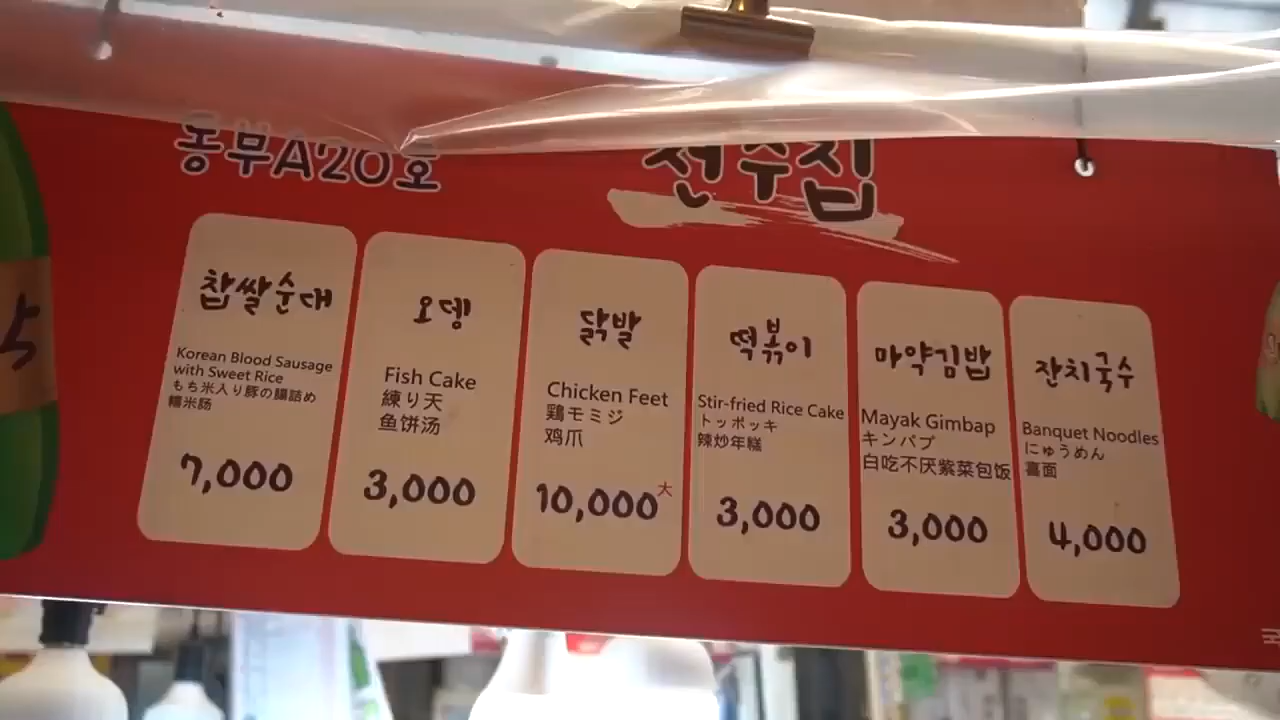 동부A20호
전주집
찹쌀순대
Korean Blood Sausage
with Sweet Rice
もち米入り豚の腸詰め
糯米肠
7,000
오뎅
Fish Cake
練り天
鱼饼汤
3,000
닭발
Chicken Feet
鶏モミジ
鸡爪
10,000大
떡볶이
Stir-fried Rice Cake
トッポッキ
辣炒年糕
3,000
마약김밥
Mayak Gimbap
キンパプ
白吃不厌紫菜包饭
3,000
잔치국수
Banquet Noodles
にゅうめん
喜面
4,000